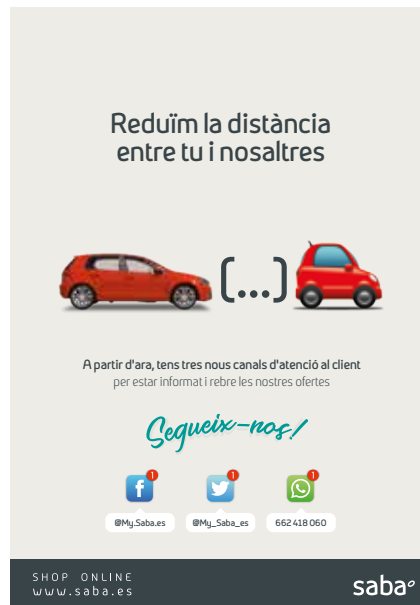 Reduïm la distància
entre tu i nosaltres
(...)
A partir d'ara, tens tres nous canals d'atenció al client
per estar informat i rebre les nostres ofertes
Segueix-nos!
1 1 1
@My.Saba.es @My_Saba_es 662 418 060
SHOP ONLINE
www.saba.es
saba